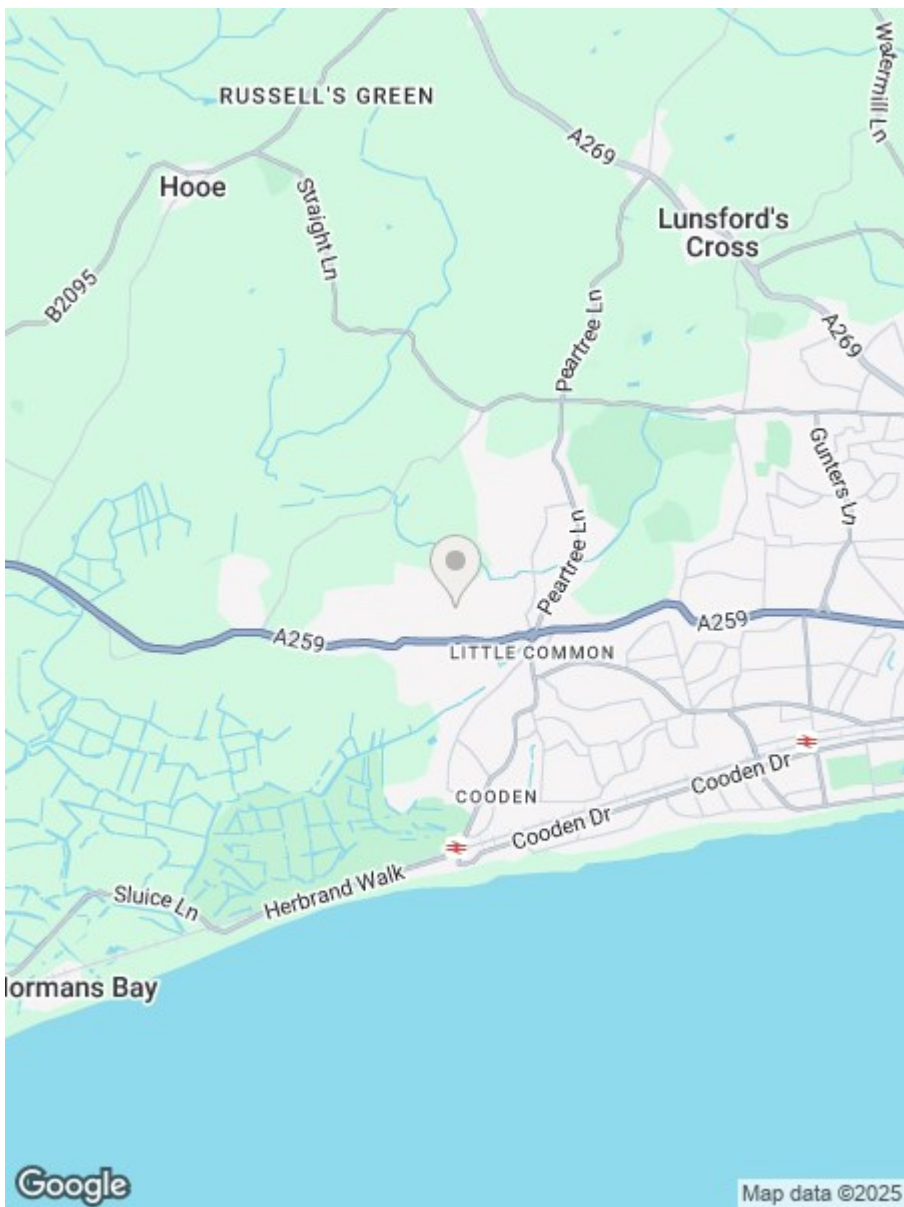 Watermill Ln
RUSSELL'S GREEN
A269
Hooe
Straight Ln
Lunsford's
Cross
B2095
Peartree Ln
A269
Gunters Ln
Peartree Ln
A259
A259
LITTLE COMMON
Cooden Dr
COODEN
Cooden Dr
Herbrand Walk
Sluice Ln
Normans Bay
Google
Map data ©2025